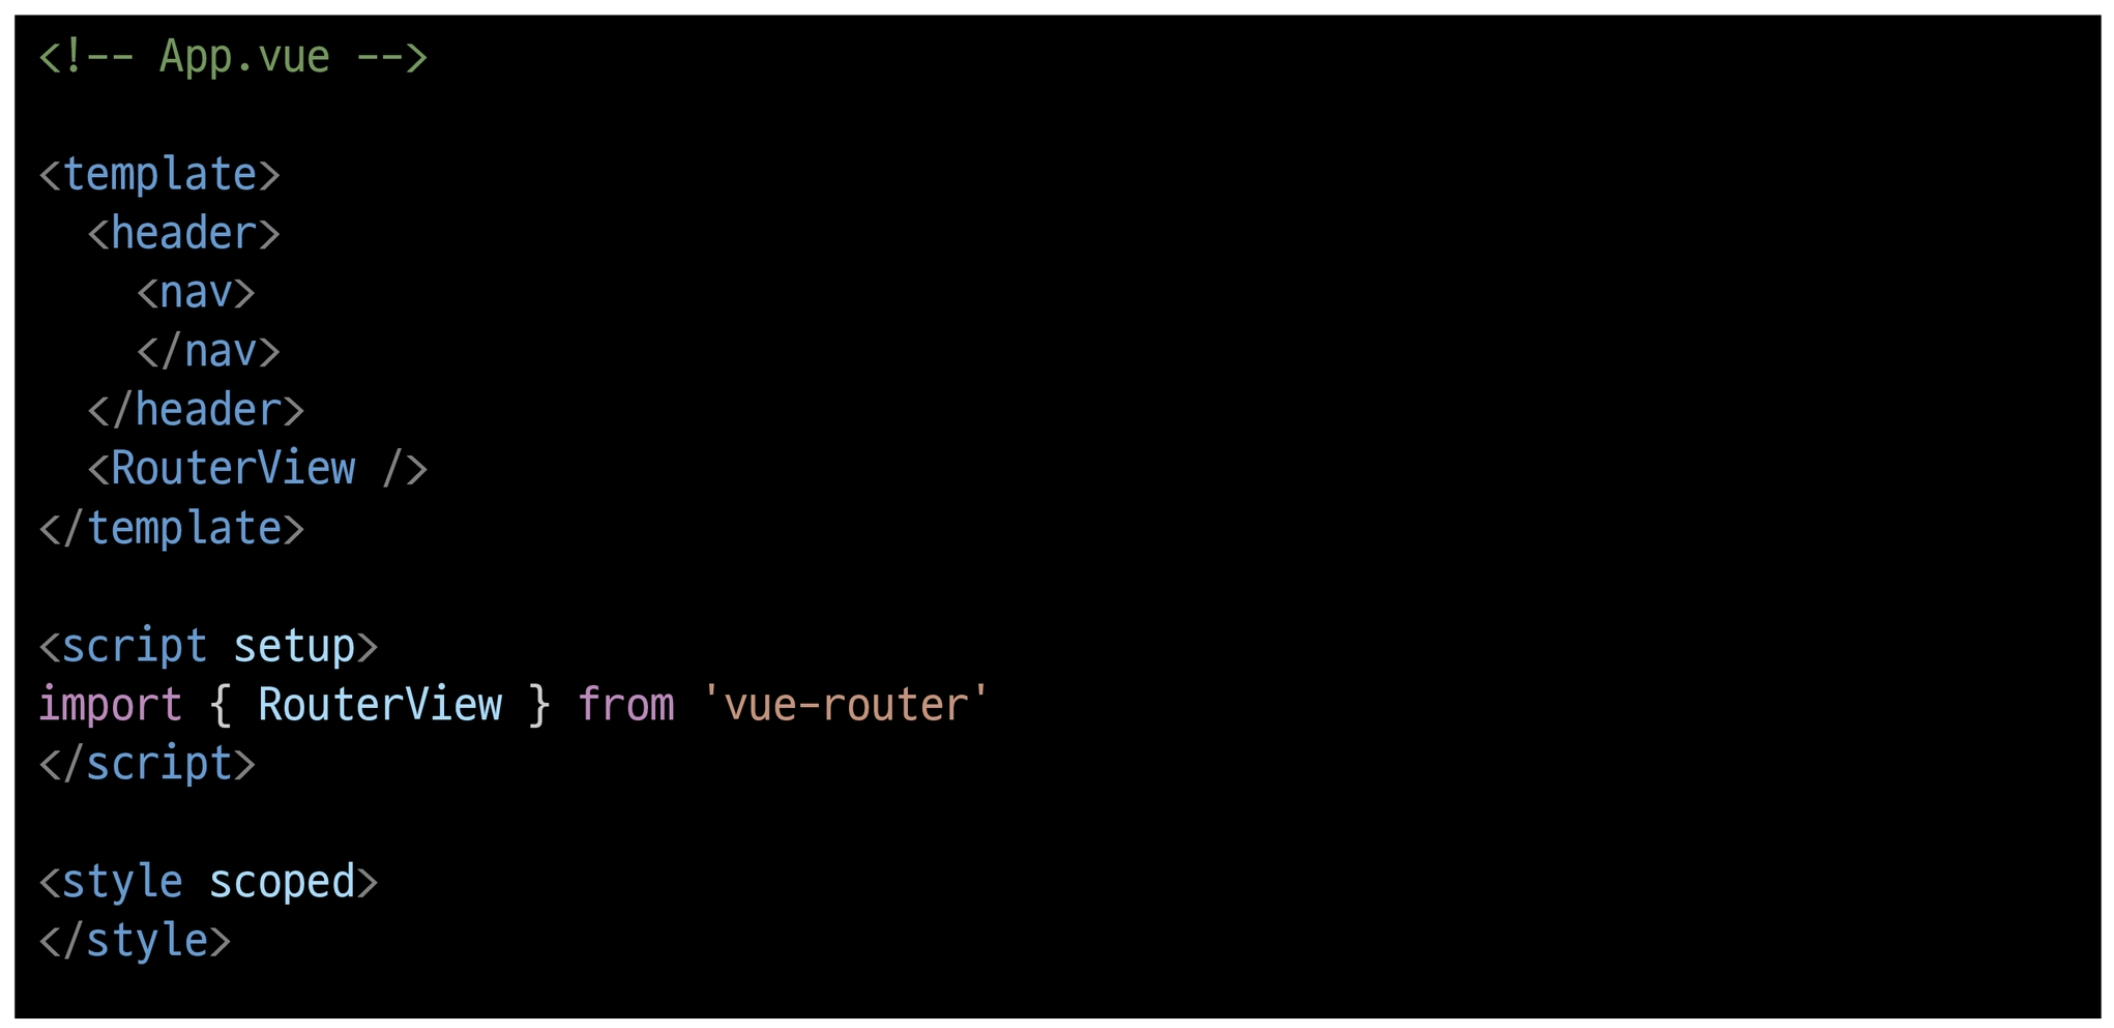 <!-- App.vue -->
<template>
  <header>
    <nav>
    </nav>
  </header>
  <RouterView />
</template>
<script setup>
import { RouterView } from 'vue-router'
</script>
<style scoped>
</style>